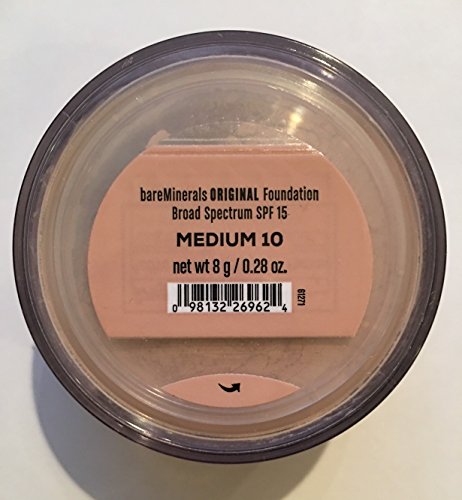 bareMinerals ORIGINAL Foundation
Broad Spectrum SPF 15
MEDIUM 10
net wt 8 g / 0.28 oz.
0 98132 26962 4
61271